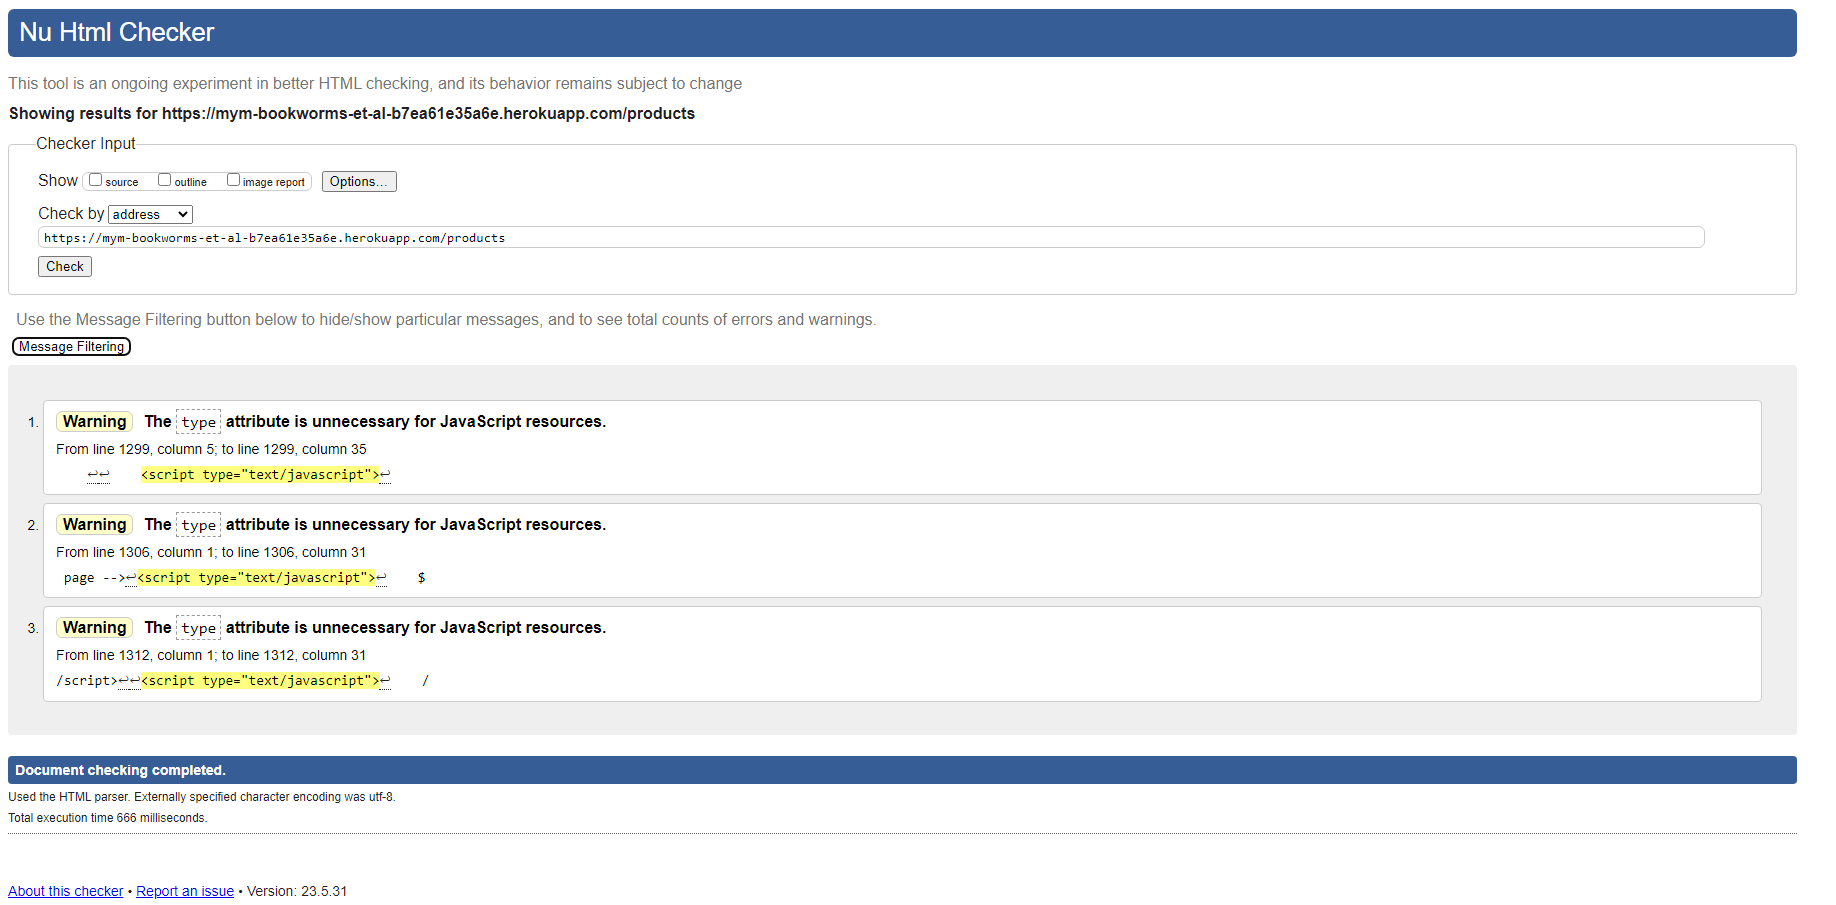 Nu Html Checker
This tool is an ongoing experiment in better HTML checking, and its behavior remains subject to change
Showing results for https://mym-bookworms-et-al-b7ea61e35a6e.herokuapp.com/products
Checker Input
Show source outline image report Options...
Check by address
https://mym-bookworms-et-al-b7ea61e35a6e.herokuapp.com/products
Check
Use the Message Filtering button below to hide/show particular messages, and to see total counts of errors and warnings.
Message Filtering
1. Warning The type attribute is unnecessary for JavaScript resources.
From line 1299, column 5; to line 1299, column 35
↩↩ <script type="text/javascript">↩
2. Warning The type attribute is unnecessary for JavaScript resources.
From line 1306, column 1; to line 1306, column 31
page -->↩<script type="text/javascript">↩ $
3. Warning The type attribute is unnecessary for JavaScript resources.
From line 1312, column 1; to line 1312, column 31
/script>↩↩<script type="text/javascript">↩ /
Document checking completed.
Used the HTML parser. Externally specified character encoding was utf-8.
Total execution time 666 milliseconds.
About this checker • Report an issue • Version: 23.5.31